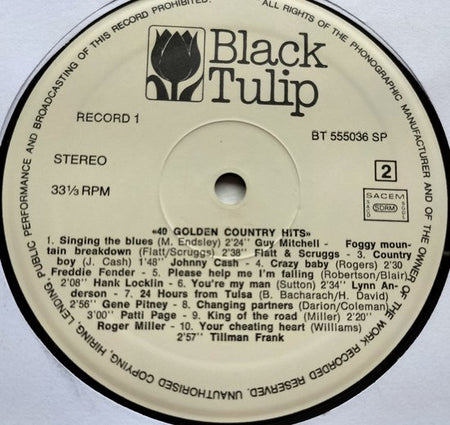 Black
Tulip
RECORD 1
BT 555036 SP
STEREO
2
33⅓ RPM
SACEM
SDRM
«40 GOLDEN COUNTRY HITS»
1. Singing the blues (M. Endsley) 2'24" Guy Mitchell - Foggy moun-
tain breakdown (Flatt/Scruggs) 2'38" Flatt & Scruggs - 3. Country
boy (J. Cash) 1'48" Johnny Cash - 4. Crazy baby (Rogers) 2'30
Freddie Fender - 5. Please help me I'm falling (Robertson/Blair)
2'08" Hank Locklin - 6. You're my man (Sutton) 2'34" Lynn An-
derson - 7. 24 Hours from Tulsa (B. Bacharach/H. David)
2'56" Gene Pitney - 8. Changing partners (Darion/Coleman)
3'00" Patti Page - 9. King of the road (Miller) 2'20"
Roger Miller - 10. Your cheating heart (Williams)
2'57" Tillman Frank
ALL RIGHTS OF THE PHONOGRAPHIC MANUFACTURER AND OF THE OWNER OF THE WORK RECORDED RESERVED. UNAUTHORISED COPYING, HIRING, LENDING, PUBLIC PERFORMANCE AND BROADCASTING OF THIS RECORD PROHIBITED.